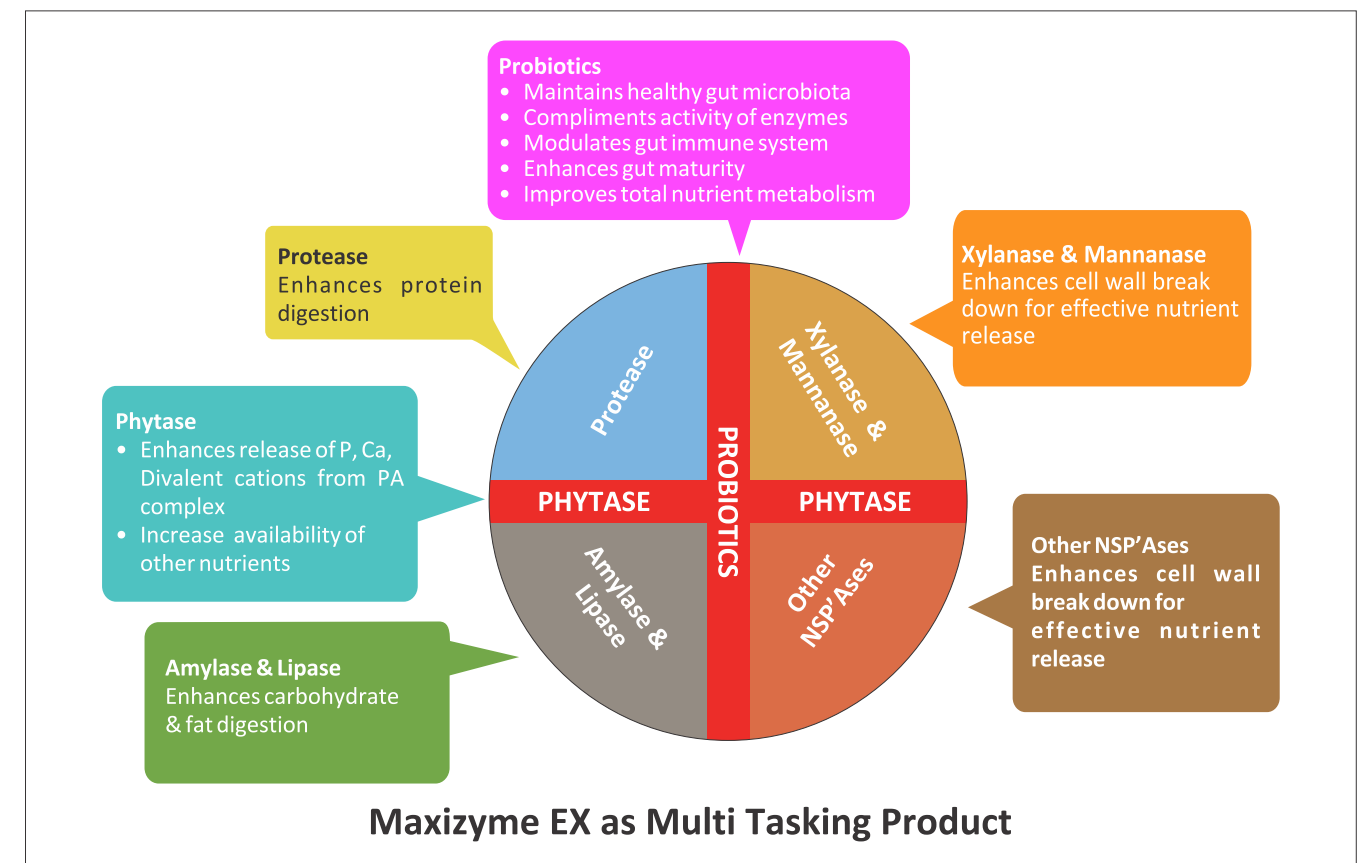 Probiotics
• Maintains healthy gut microbiota
• Compliments activity of enzymes
• Modulates gut immune system
• Enhances gut maturity
• Improves total nutrient metabolism
Protease
Enhances protein
digestion
Xylanase & Mannanase
Enhances cell wall break
down for effective nutrient
release
Phytase
• Enhances release of P, Ca,
Divalent cations from PA
complex
• Increase availability of
other nutrients
Protease
Xylanase &
Mannanase
PROBIOTICS
PHYTASE
PHYTASE
Amylase &
Lipase
Other
NSP’Ases
Other NSP’Ases
Enhances cell wall
break down for
effective nutrient
release
Amylase & Lipase
Enhances carbohydrate
& fat digestion
Maxizyme EX as Multi Tasking Product